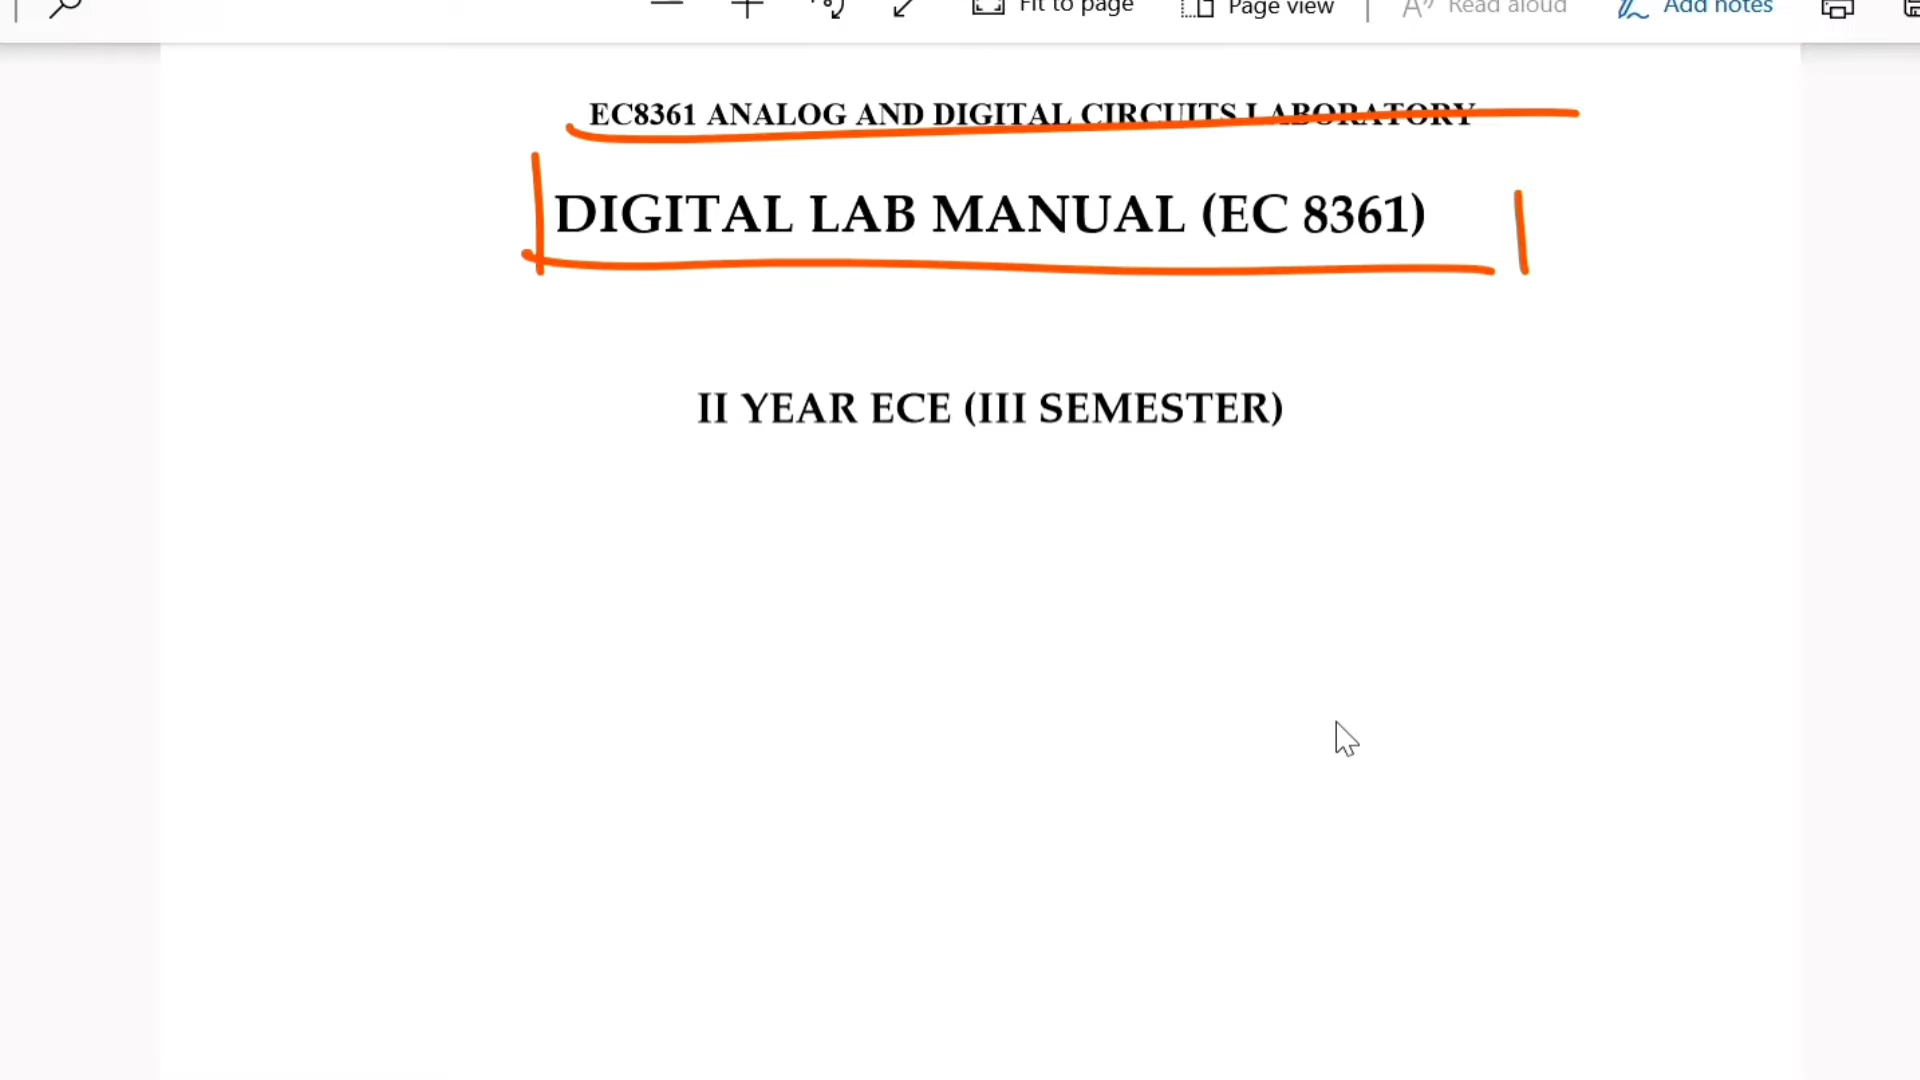 Fit to page Page view Read aloud Add notes
EC8361 ANALOG AND DIGITAL CIRCUITS LABORATORY
DIGITAL LAB MANUAL (EC 8361)
II YEAR ECE (III SEMESTER)